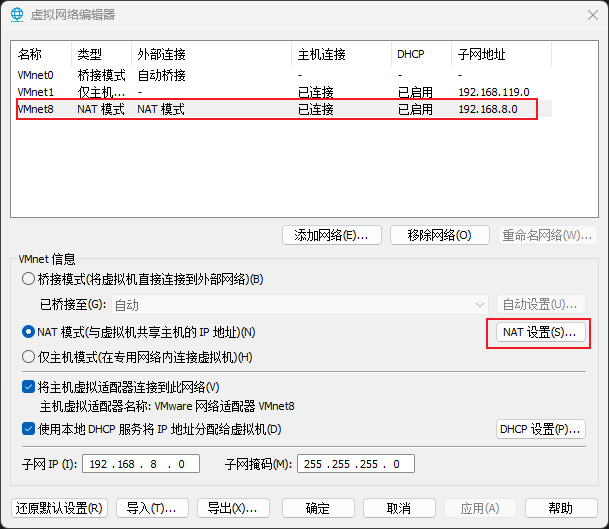 虚拟网络编辑器
名称 类型 外部连接 主机连接 DHCP 子网地址
VMnet0 桥接模式 自动桥接 - - -
VMnet1 仅主机... - 已连接 已启用 192.168.119.0
VMnet8 NAT 模式 NAT 模式 已连接 已启用 192.168.8.0
添加网络(E)... 移除网络(O) 重命名网络(W)...
VMnet 信息
桥接模式(将虚拟机直接连接到外部网络)(B)
已桥接至(G): 自动 自动设置(U)...
NAT 模式(与虚拟机共享主机的 IP 地址)(N) NAT 设置(S)...
仅主机模式(在专用网络内连接虚拟机)(H)
将主机虚拟适配器连接到此网络(V)
主机虚拟适配器名称: VMware 网络适配器 VMnet8
使用本地 DHCP 服务将 IP 地址分配给虚拟机(D) DHCP 设置(P)...
子网 IP (I): 192 . 168 . 8 . 0 子网掩码(M): 255 . 255 . 255 . 0
还原默认设置(R) 导入(T)... 导出(X)... 确定 取消 应用(A) 帮助